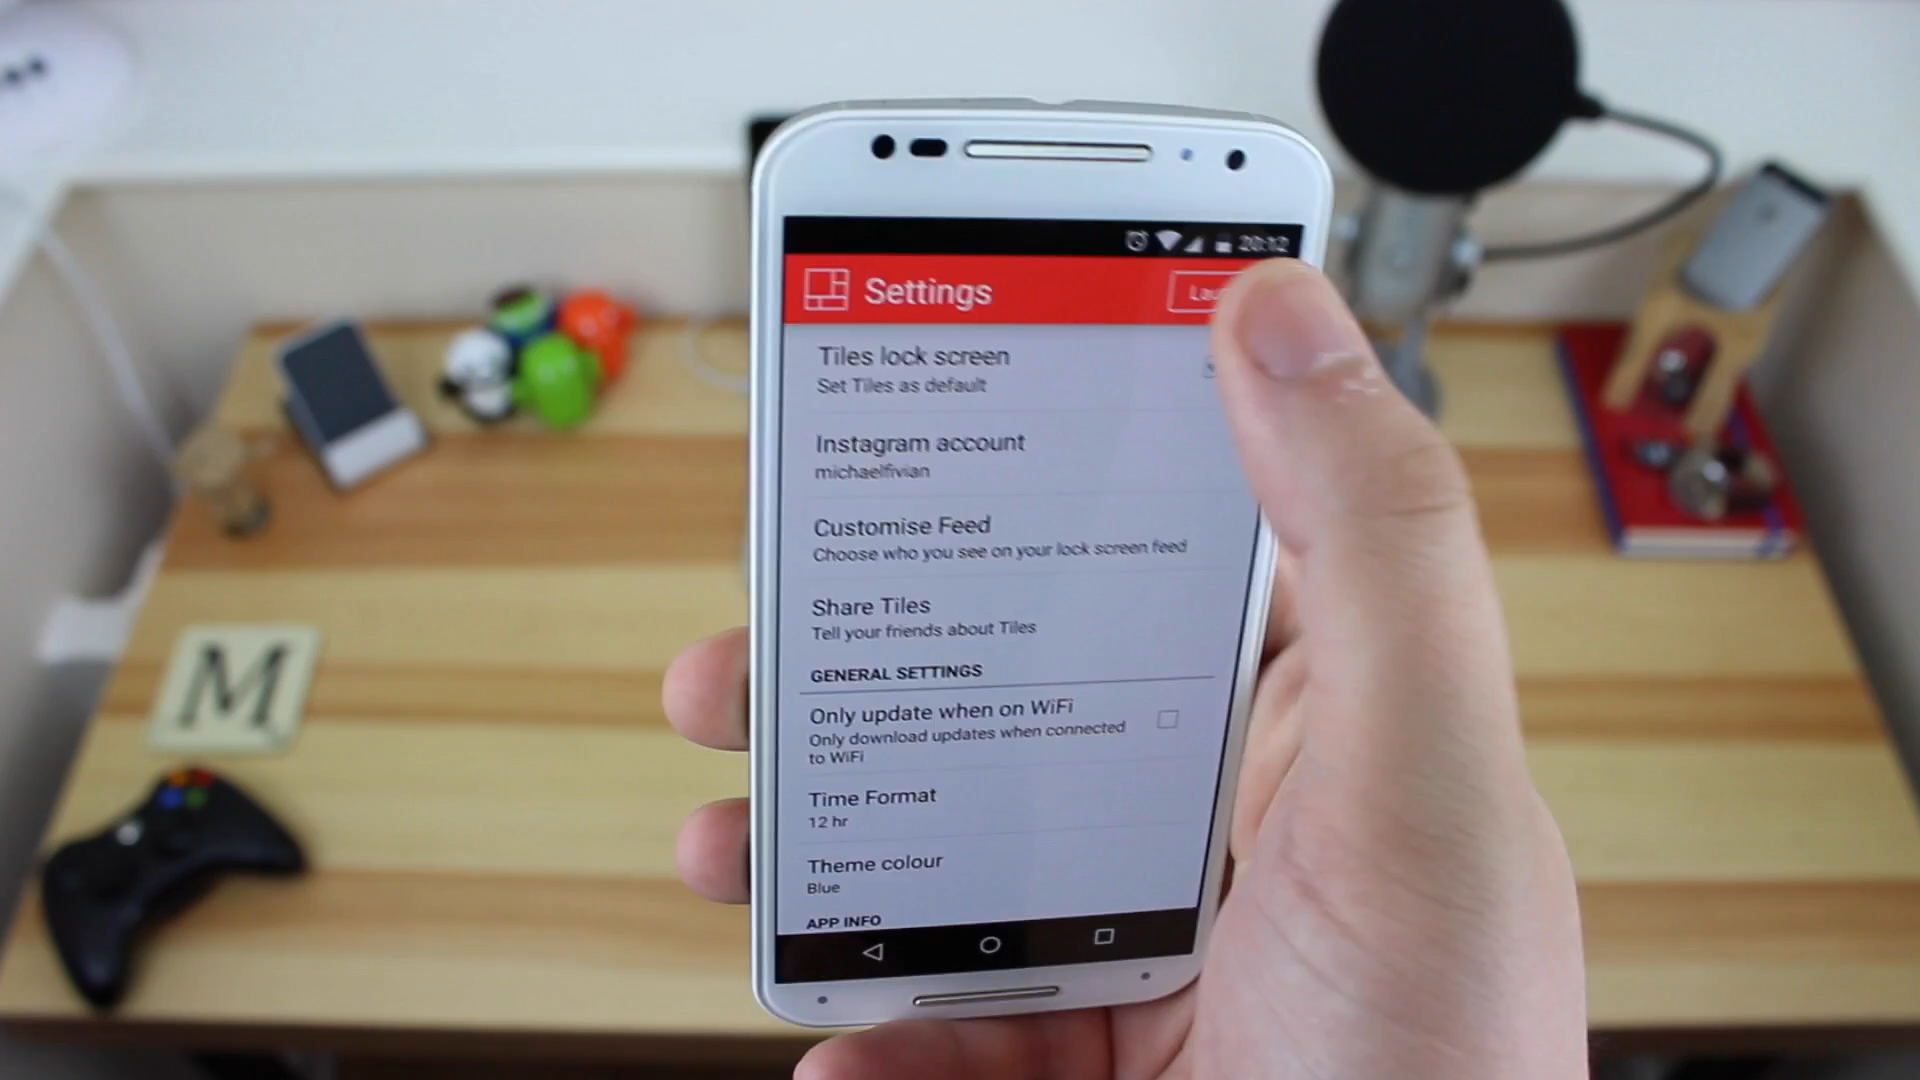 20:12
Settings
Tiles lock screen
Set Tiles as default
Instagram account
michaelfivian
Customise Feed
Choose who you see on your lock screen feed
Share Tiles
Tell your friends about Tiles
GENERAL SETTINGS
Only update when on WiFi
Only download updates when connected
to WiFi
Time Format
12 hr
Theme colour
Blue
APP INFO
M